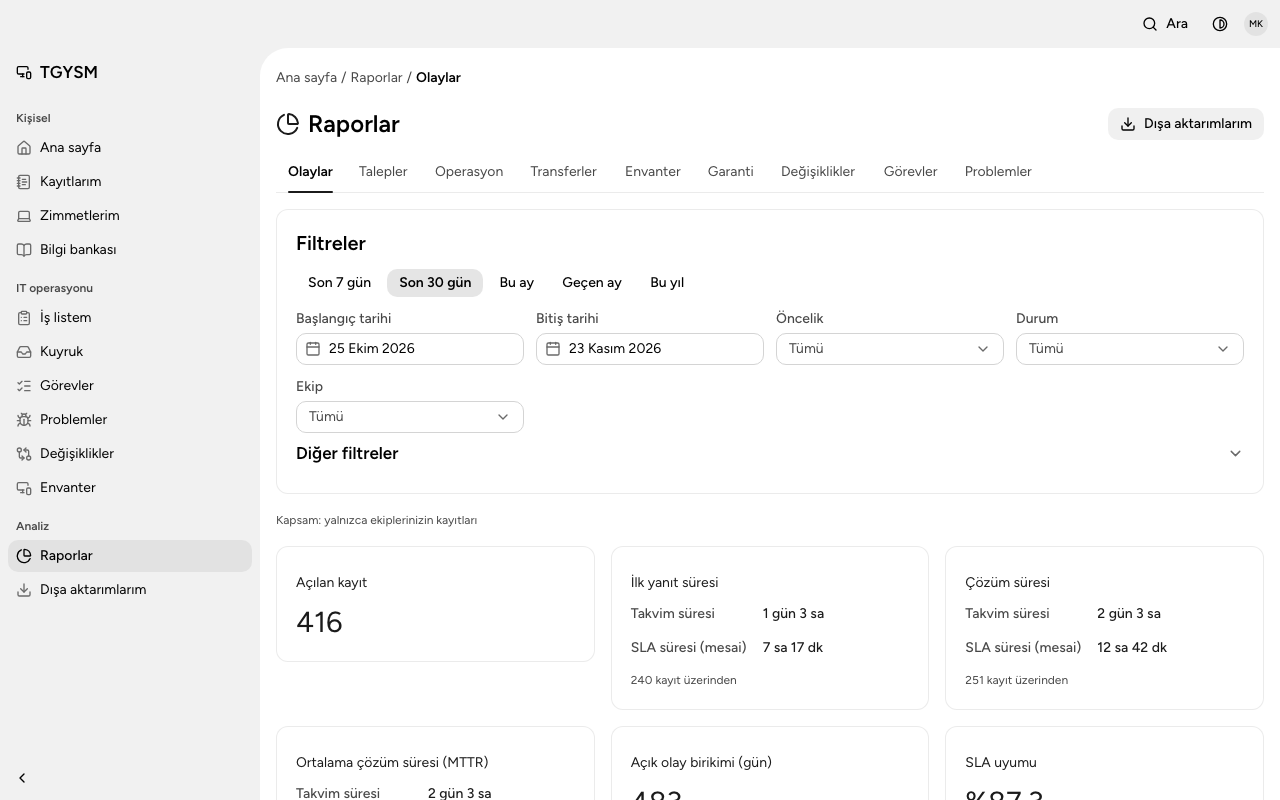 Ara
MK
TGYSM
Kişisel
Ana sayfa
Kayıtlarım
Zimmetlerim
Bilgi bankası
IT operasyonu
İş listem
Kuyruk
Görevler
Problemler
Değişiklikler
Envanter
Analiz
Raporlar
Dışa aktarımlarım
Ana sayfa / Raporlar / Olaylar
Raporlar
Dışa aktarımlarım
Olaylar Talepler Operasyon Transferler Envanter Garanti Değişiklikler Görevler Problemler
Filtreler
Son 7 gün Son 30 gün Bu ay Geçen ay Bu yıl
Başlangıç tarihi Bitiş tarihi Öncelik Durum
25 Ekim 2026 23 Kasım 2026 Tümü Tümü
Ekip
Tümü
Diğer filtreler
Kapsam: yalnızca ekiplerinizin kayıtları
Açılan kayıt
416
İlk yanıt süresi
Takvim süresi 1 gün 3 sa
SLA süresi (mesai) 7 sa 17 dk
240 kayıt üzerinden
Çözüm süresi
Takvim süresi 2 gün 3 sa
SLA süresi (mesai) 12 sa 42 dk
251 kayıt üzerinden
Ortalama çözüm süresi (MTTR)
Takvim süresi 2 gün 3 sa
Açık olay birikimi (gün)
SLA uyumu